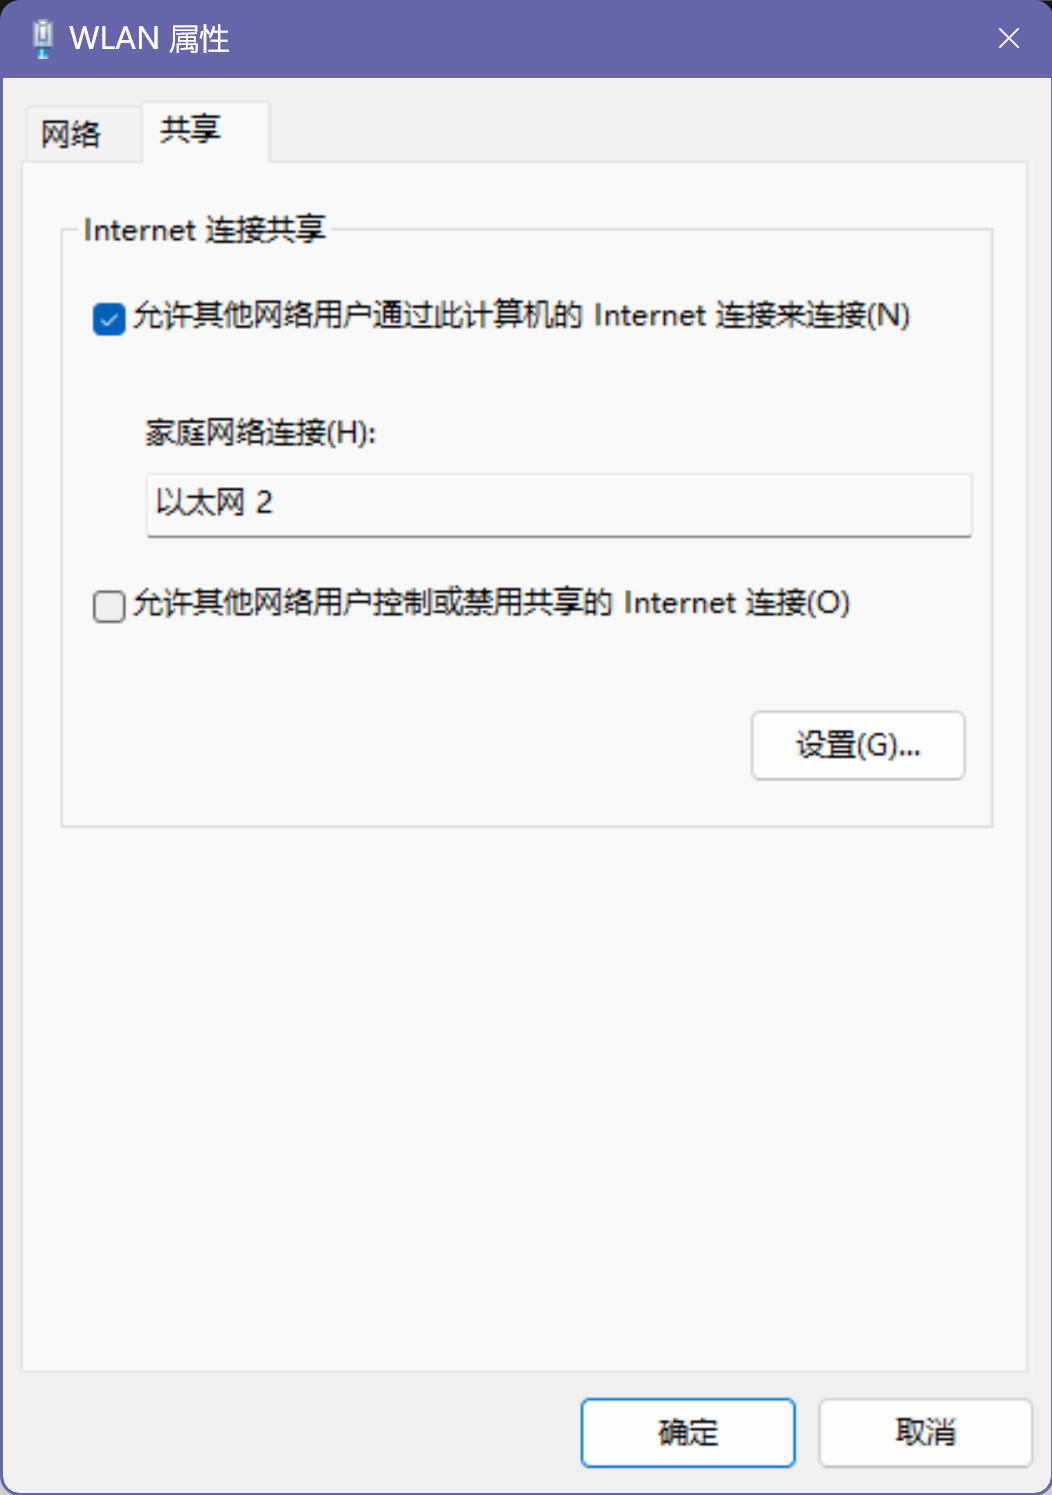 WLAN 属性
网络
共享
Internet 连接共享
允许其他网络用户通过此计算机的 Internet 连接来连接(N)
家庭网络连接(H):
以太网 2
允许其他网络用户控制或禁用共享的 Internet 连接(O)
设置(G)...
确定
取消